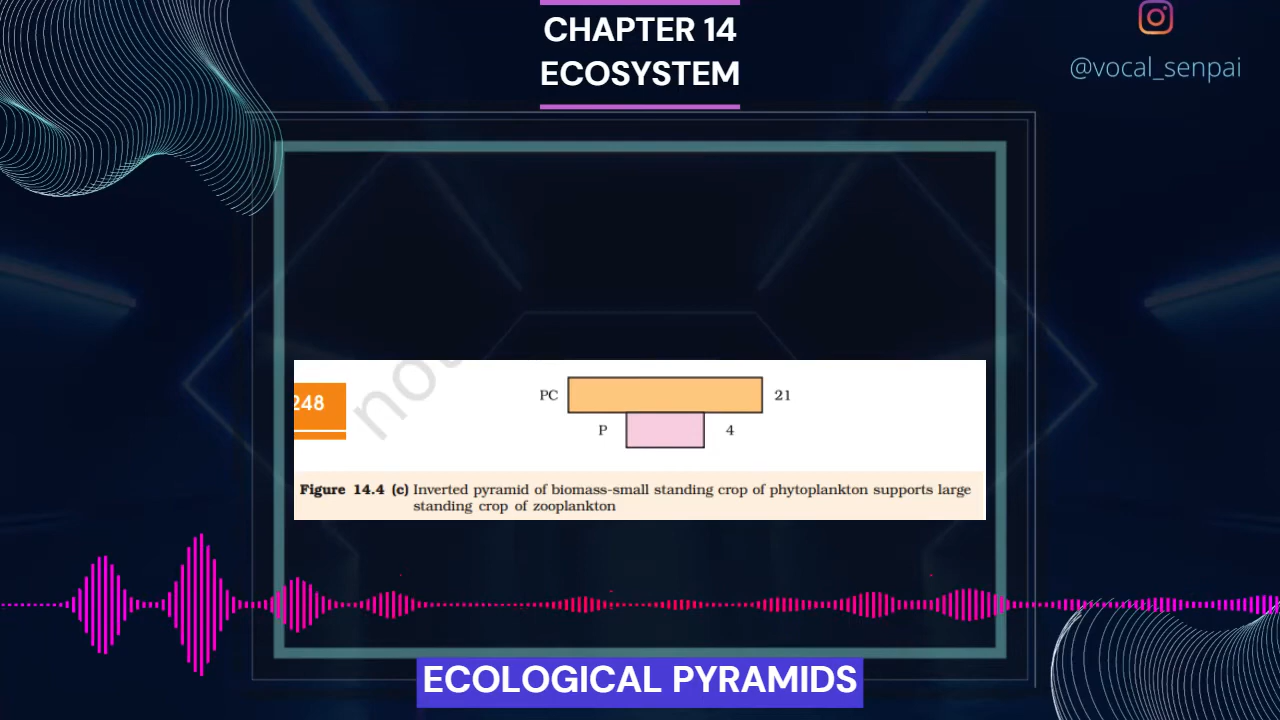 CHAPTER 14
ECOSYSTEM
@vocal_senpai
248
not
PC 21
P 4
Figure 14.4 (c) Inverted pyramid of biomass-small standing crop of phytoplankton supports large
standing crop of zooplankton
ECOLOGICAL PYRAMIDS